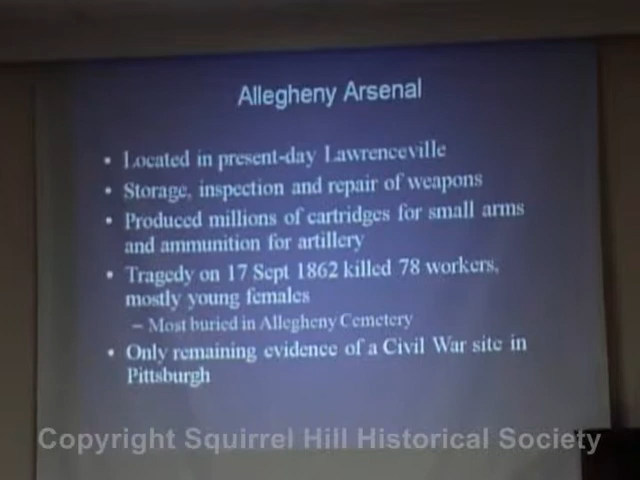 Allegheny Arsenal
• Located in present-day Lawrenceville
• Storage, inspection and repair of weapons
• Produced millions of cartridges for small arms
and ammunition for artillery
• Tragedy on 17 Sept 1862 killed 78 workers,
mostly young females
– Most buried in Allegheny Cemetery
• Only remaining evidence of a Civil War site in
Pittsburgh
Copyright Squirrel Hill Historical Society